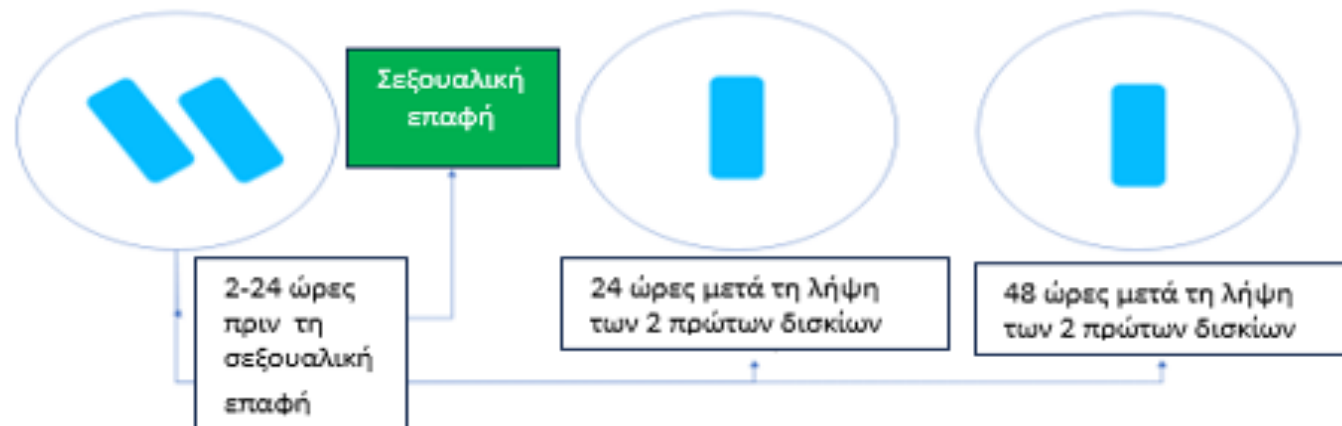 Σεξουαλική
επαφή
2-24 ώρες
πριν τη
σεξουαλική
επαφή
24 ώρες μετά τη λήψη
των 2 πρώτων δισκίων
48 ώρες μετά τη λήψη
των 2 πρώτων δισκίων